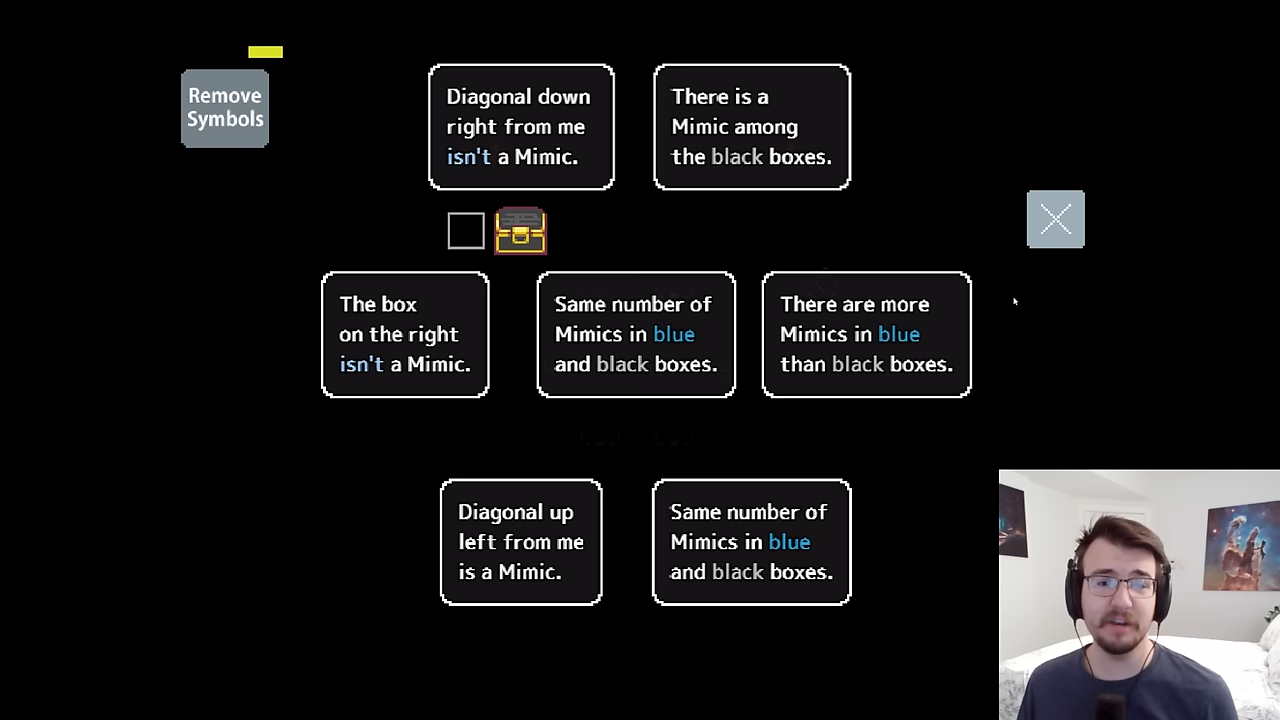 Remove
Symbols
Diagonal down
right from me
isn't a Mimic.
There is a
Mimic among
the black boxes.
The box
on the right
isn't a Mimic.
Same number of
Mimics in blue
and black boxes.
There are more
Mimics in blue
than black boxes.
Diagonal up
left from me
is a Mimic.
Same number of
Mimics in blue
and black boxes.